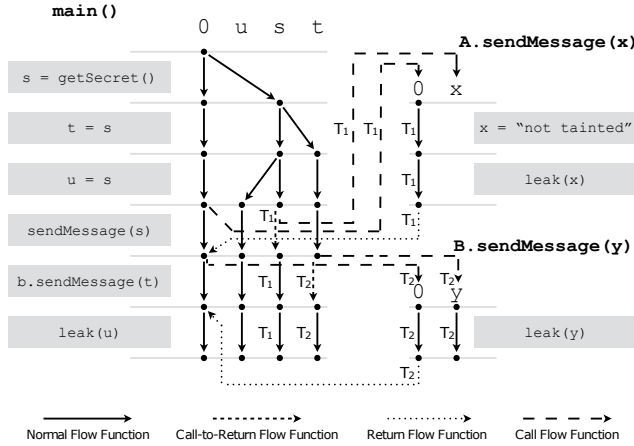 main()
0 u s t
A.sendMessage(x)
s = getSecret()
0 x
t = s
T1 T1 T1
x = "not tainted"
u = s
T1
leak(x)
T1 T1
sendMessage(s)
B.sendMessage(y)
b.sendMessage(t)
T1 T2 T2 T2
0 y
leak(u)
T1 T2 T2 T2
leak(y)
T2
Normal Flow Function
Call-to-Return Flow Function
Return Flow Function
Call Flow Function